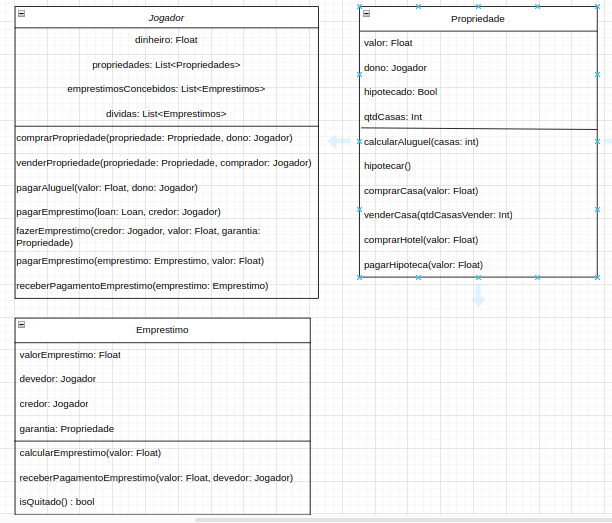 Jogador
dinheiro: Float
propriedades: List<Propriedades>
emprestimosConcebidos: List<Emprestimos>
dividas: List<Emprestimos>
comprarPropriedade(propriedade: Propriedade, dono: Jogador)
venderPropriedade(propriedade: Propriedade, comprador: Jogador)
pagarAluguel(valor: Float, dono: Jogador)
pagarEmprestimo(loan: Loan, credor: Jogador)
fazerEmprestimo(credor: Jogador, valor: Float, garantia:
Propriedade)
pagarEmprestimo(emprestimo: Emprestimo, valor: Float)
receberPagamentoEmprestimo(emprestimo: Emprestimo)
Propriedade
valor: Float
dono: Jogador
hipotecado: Bool
qtdCasas: Int
calcularAluguel(casas: int)
hipotecar()
comprarCasa(valor: Float)
venderCasa(qtdCasasVender: Int)
comprarHotel(valor: Float)
pagarHipoteca(valor: Float)
Emprestimo
valorEmprestimo: Float
devedor: Jogador
credor: Jogador
garantia: Propriedade
calcularEmprestimo(valor: Float)
receberPagamentoEmprestimo(valor: Float, devedor: Jogador)
isQuitado() : bool